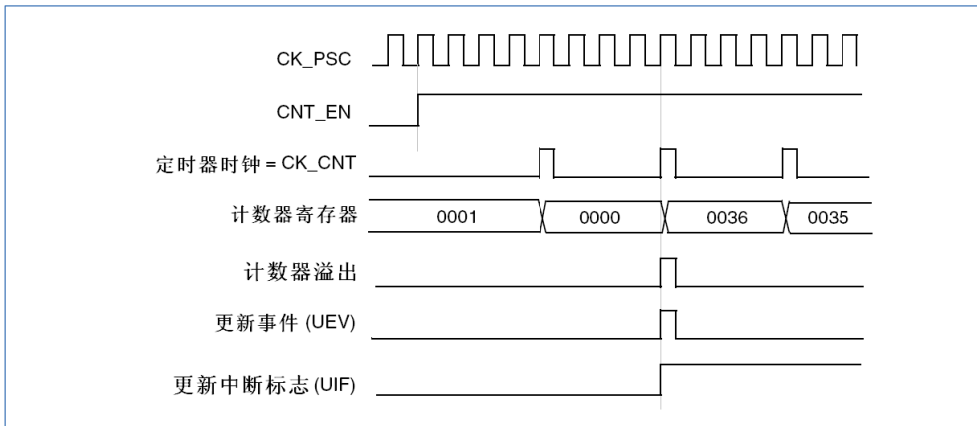 CK_PSC
CNT_EN
定时器时钟 = CK_CNT
计数器寄存器 0001 0000 0036 0035
计数器溢出
更新事件 (UEV)
更新中断标志 (UIF)